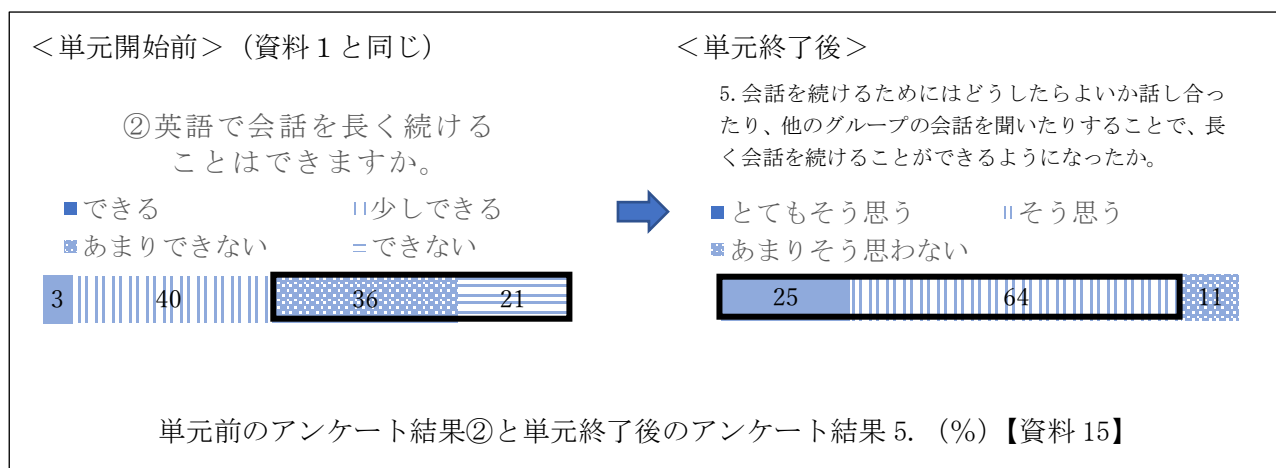 <単元開始前>(資料1と同じ)
②英語で会話を長く続ける
ことはできますか。
できる 少しできる
あまりできない できない
3 40 36 21
<単元終了後>
5.会話を続けるためにはどうしたらよいか話し合っ
たり、他のグループの会話を聞いたりすることで、長
く会話を続けることができるようになったか。
とてもそう思う そう思う
あまりそう思わない
25 64 11
単元前のアンケート結果②と単元終了後のアンケート結果 5. (%)【資料 15】